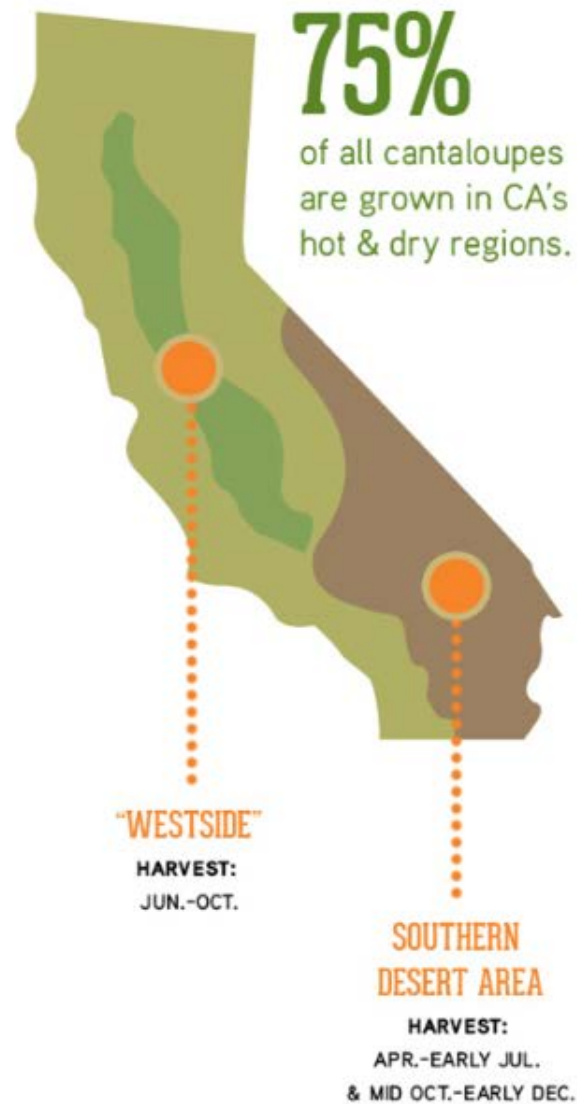 75%
of all cantaloupes
are grown in CA's
hot & dry regions.
“WESTSIDE”
HARVEST:
JUN.-OCT.
SOUTHERN
DESERT AREA
HARVEST:
APR.-EARLY JUL.
& MID OCT.-EARLY DEC.